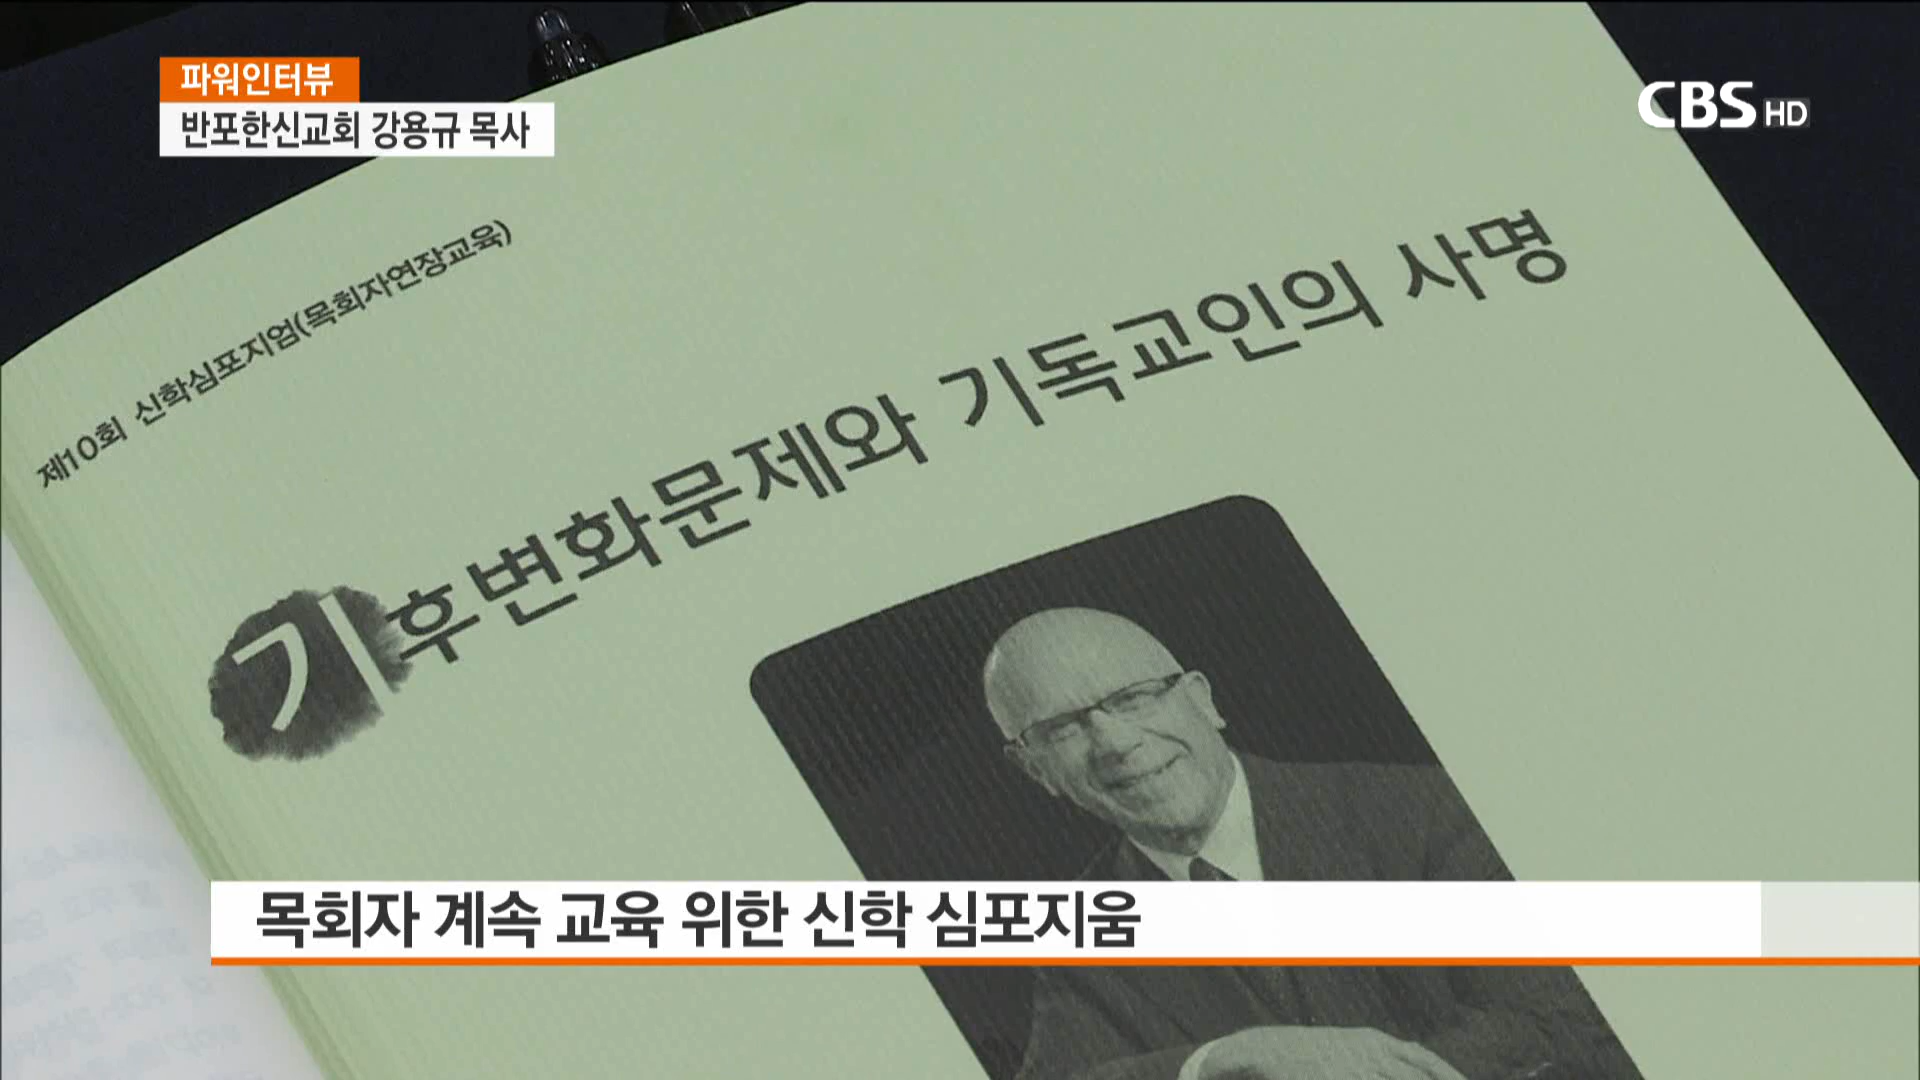 파워인터뷰
반포한신교회 강용규 목사
CBS HD
제10회 신학심포지엄(목회자연장교육)
기후변화문제와 기독교인의 사명
목회자 계속 교육 위한 신학 심포지움